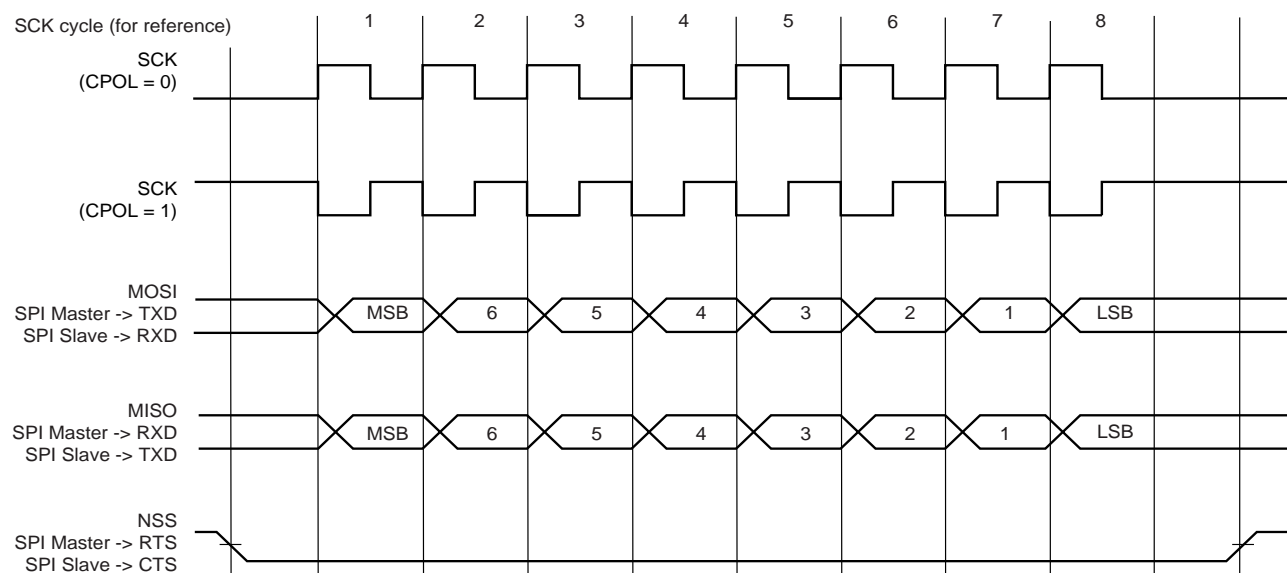 SCK cycle (for reference) 1 2 3 4 5 6 7 8
SCK
(CPOL = 0)
SCK
(CPOL = 1)
MOSI
SPI Master -> TXD
SPI Slave -> RXD
MSB 6 5 4 3 2 1 LSB
MISO
SPI Master -> RXD
SPI Slave -> TXD
MSB 6 5 4 3 2 1 LSB
NSS
SPI Master -> RTS
SPI Slave -> CTS